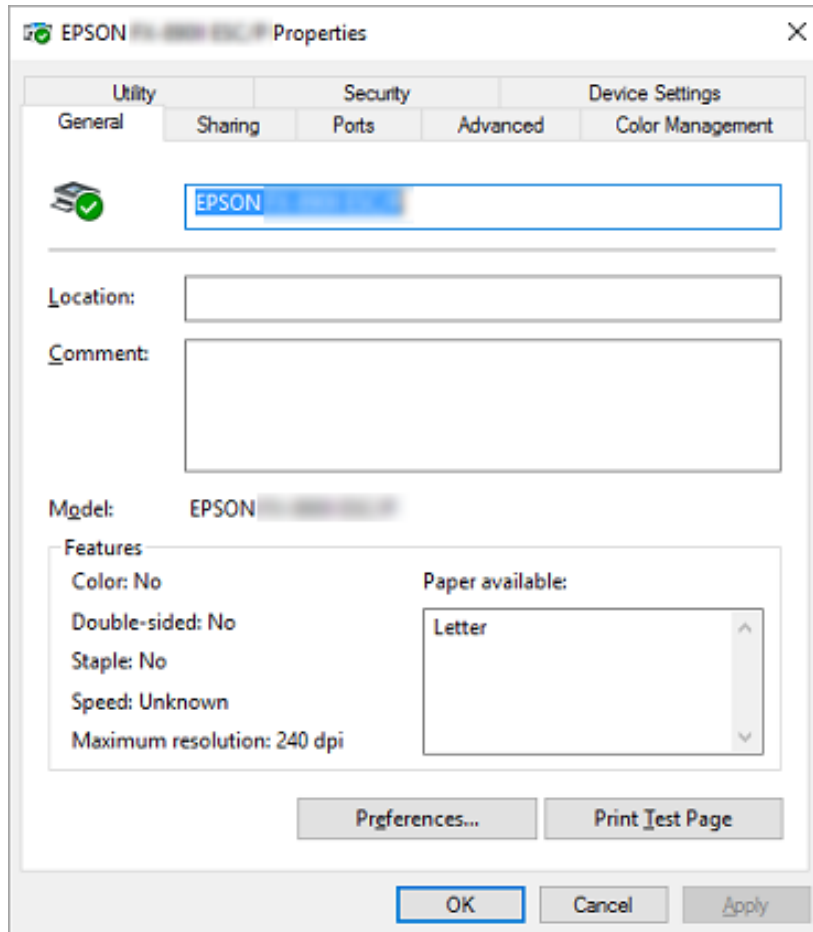 EPSON Properties
Utility Security Device Settings
General Sharing Ports Advanced Color Management
EPSON
Location:
Comment:
Model: EPSON
Features
Color: No
Double-sided: No
Staple: No
Speed: Unknown
Maximum resolution: 240 dpi
Paper available:
Letter
Preferences... Print Test Page
OK Cancel Apply